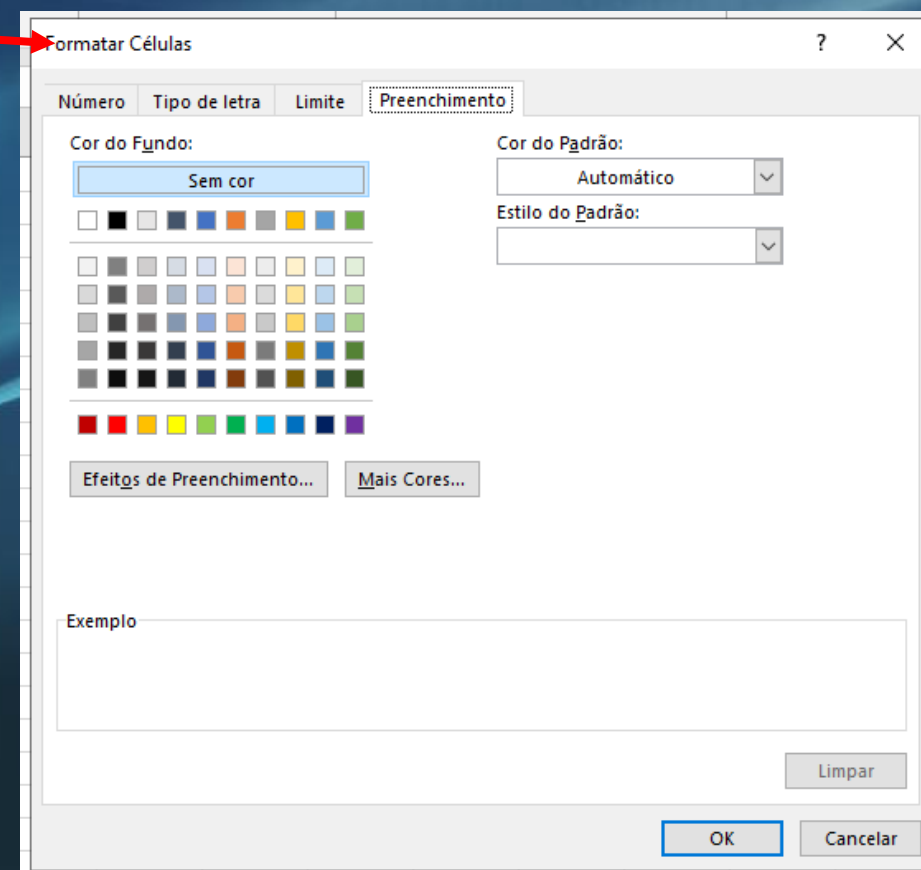 Formatar Células
?
Número Tipo de letra Limite Preenchimento
Cor do Fundo:
Cor do Padrão:
Sem cor
Automático
Estilo do Padrão:
Efeitos de Preenchimento...
Mais Cores...
Exemplo
Limpar
OK
Cancelar